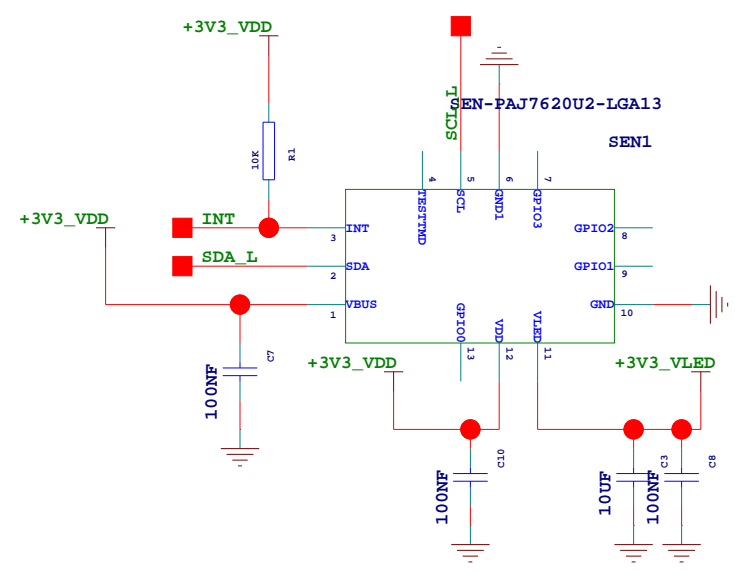 +3V3_VDD
SCL_L
SEN-PAJ7620U2-LGA13
SEN1
10K
R1
4
5
6
7
TESTTMD
SCL
GND1
GPIO3
+3V3_VDD
INT
3
INT
GPIO2
8
SDA_L
2
SDA
GPIO1
9
1
VBUS
GND
10
GPIO0
VDD
VLED
13
12
11
C7
100NF
+3V3_VDD
+3V3_VLED
C10
100NF
C3
10UF
C8
100NF